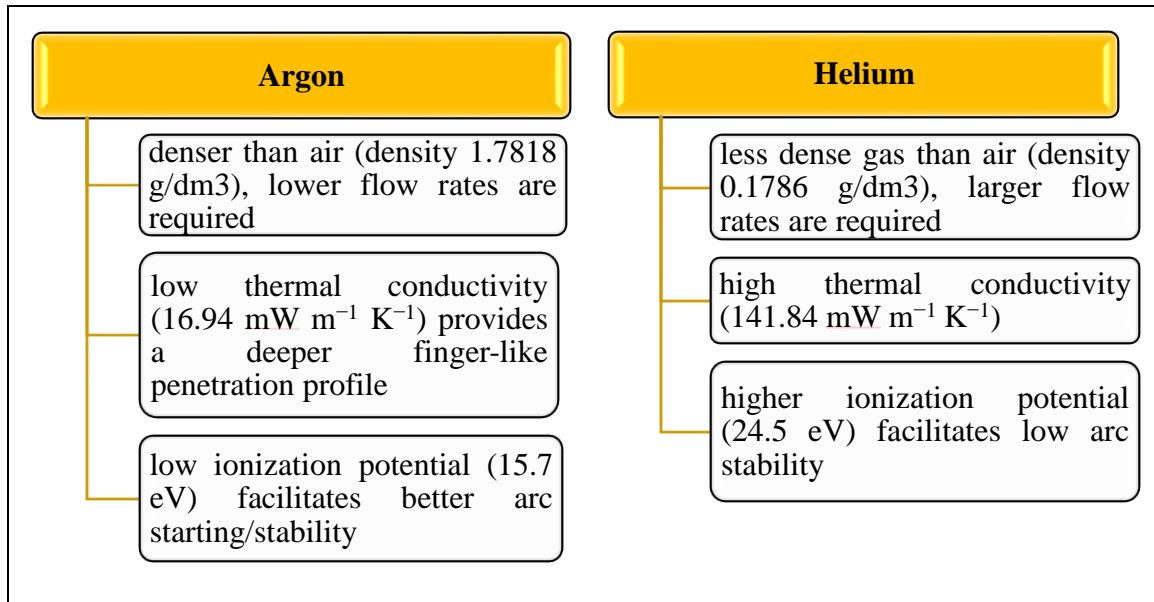 Argon
denser than air (density 1.7818
g/dm3), lower flow rates are
required
low thermal conductivity
(16.94 mW m⁻¹ K⁻¹) provides
a deeper finger-like
penetration profile
low ionization potential (15.7
eV) facilitates better arc
starting/stability
Helium
less dense gas than air (density
0.1786 g/dm3), larger flow
rates are required
high thermal conductivity
(141.84 mW m⁻¹ K⁻¹)
higher ionization potential
(24.5 eV) facilitates low arc
stability